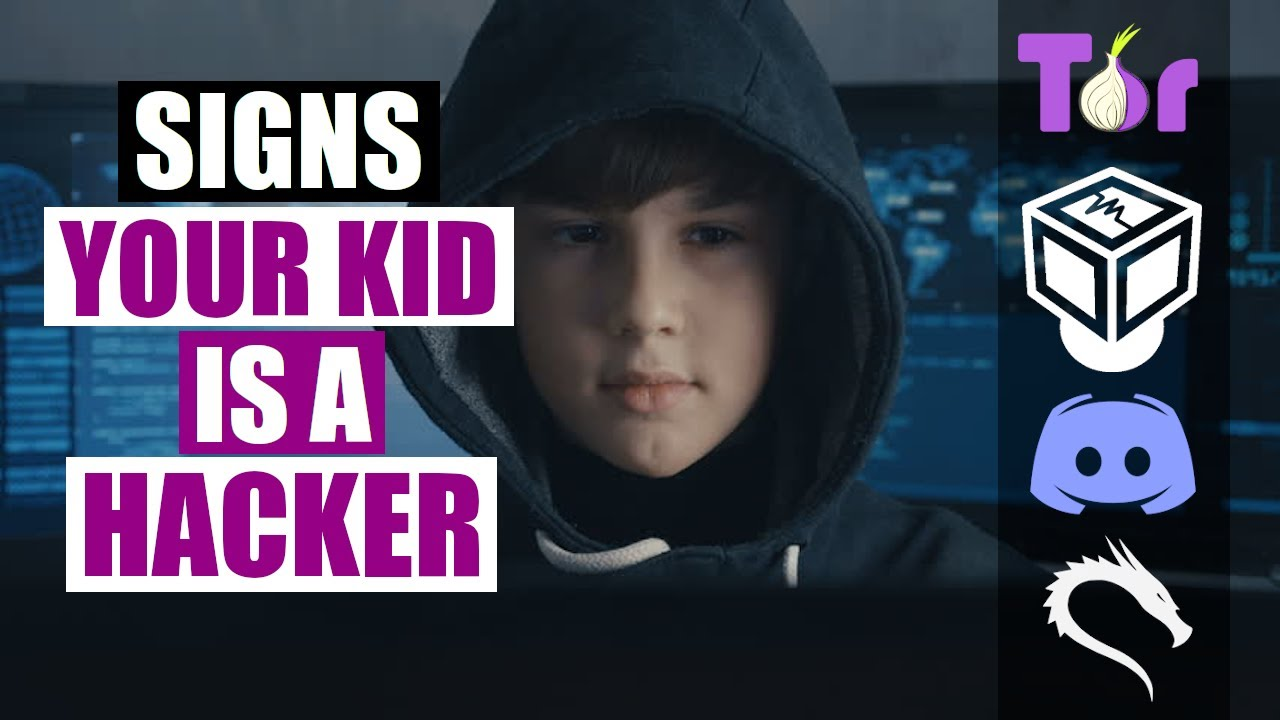 SIGNS
YOUR KID
IS A
HACKER
Tor